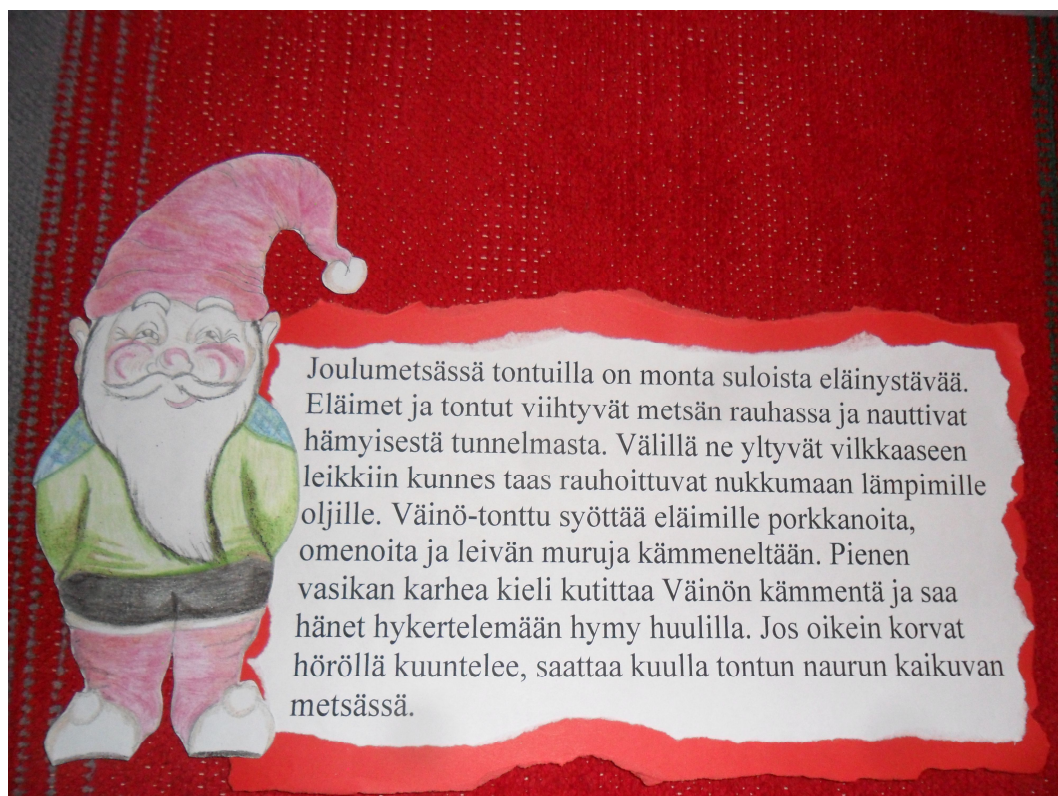 Joulumetsässä tontuilla on monta suloista eläinystävää.
Eläimet ja tontut viihtyvät metsän rauhassa ja nauttivat
hämyisestä tunnelmasta. Välillä ne yltyvät vilkkaaseen
leikkiin kunnes taas rauhoittuvat nukkumaan lämpimille
oljille. Väinö-tonttu syöttää eläimille porkkanoita,
omenoita ja leivän muruja kämmeneltään. Pienen
vasikan karhea kieli kutittaa Väinön kämmentä ja saa
hänet hykertelemään hymy huulilla. Jos oikein korvat
höröllä kuuntelee, saattaa kuulla tontun naurun kaikuvan
metsässä.